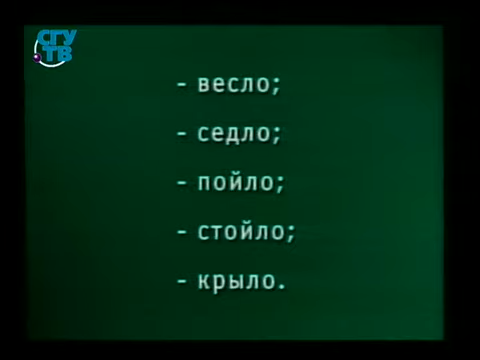 СГУ
ТВ
- весло;
- седло;
- пойло;
- стойло;
- крыло.